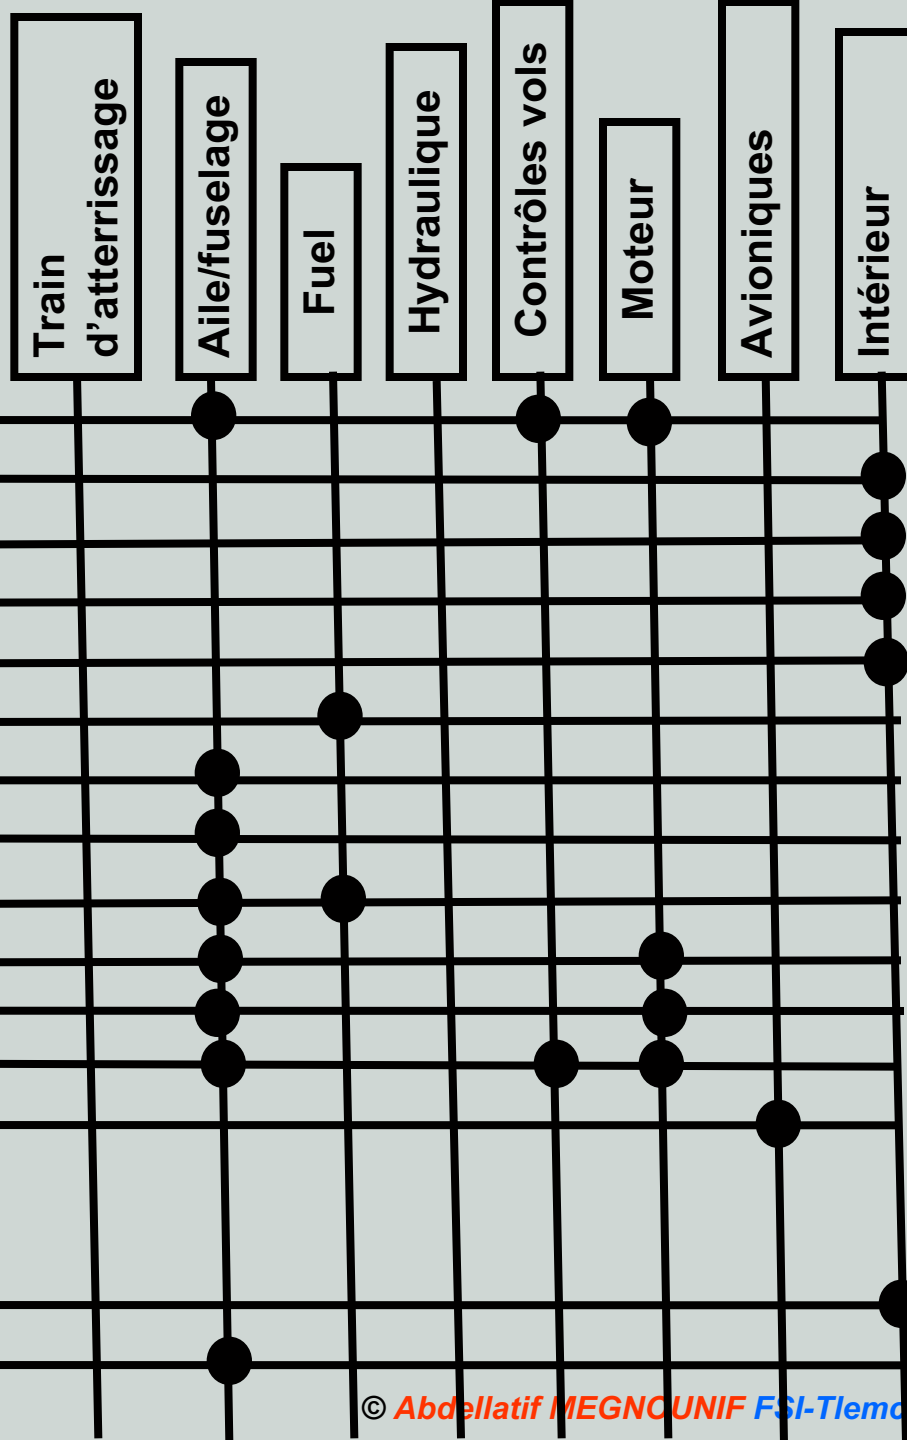 Train
d’atterrissage
Aile/fuselage
Fuel
Hydraulique
Contrôles vols
Moteur
Avioniques
Intérieur
© Abdellatif MEGNOUNIF FSI-Tlemc